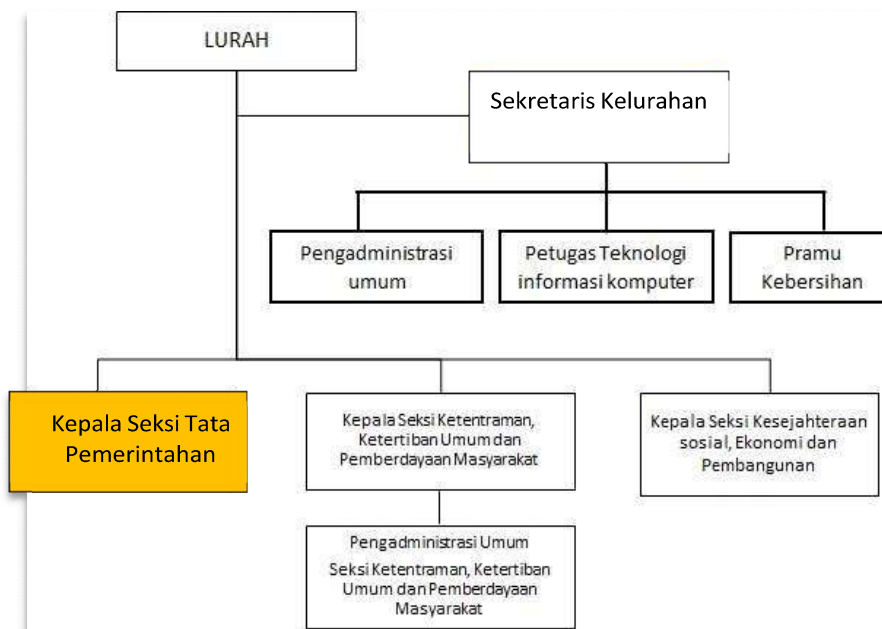 LURAH
Sekretaris Kelurahan
Pengadministrasi
umum
Petugas Teknologi
informasi komputer
Pramu
Kebersihan
Kepala Seksi Tata
Pemerintahan
Kepala Seksi Ketentraman,
Ketertiban Umum dan
Pemberdayaan Masyarakat
Kepala Seksi Kesejahteraan
sosial, Ekonomi dan
Pembangunan
Pengadministrasi Umum
Seksi Ketentraman, Ketertiban
Umum dan Pemberdayaan
Masyarakat